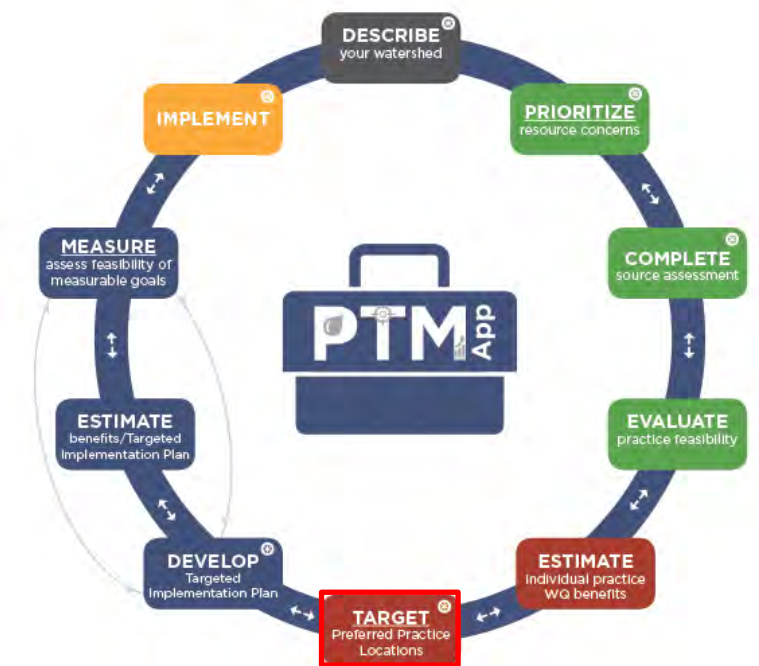 DESCRIBE
your watershed
PRIORITIZE
resource concerns
COMPLETE
source assessment
EVALUATE
practice feasibility
ESTIMATE
individual practice
WQ benefits
TARGET
Preferred Practice
Locations
DEVELOP
Targeted
Implementation Plan
ESTIMATE
benefits/Targeted
Implementation Plan
MEASURE
assess feasibility of
measurable goals
IMPLEMENT
PTM
App